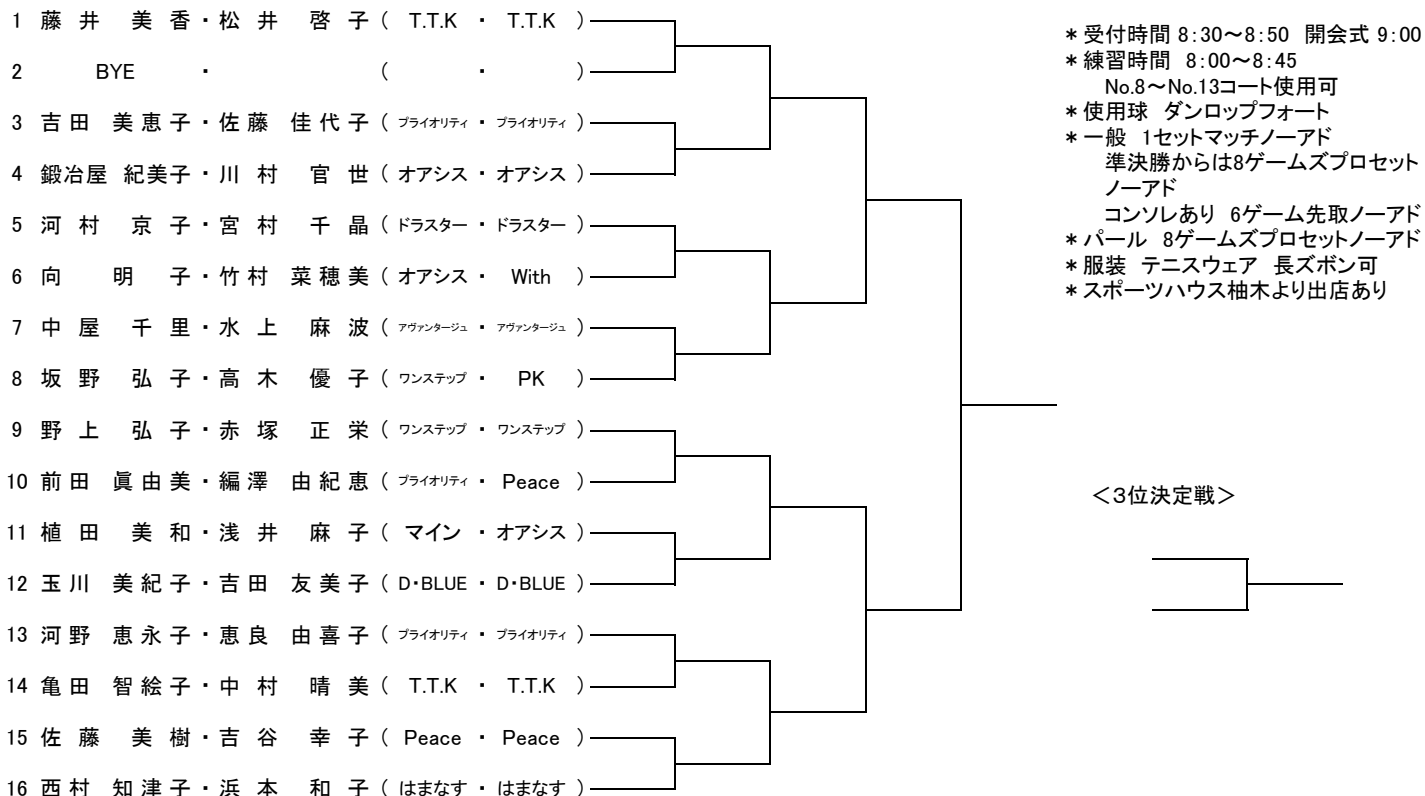 1 藤井 美香・松井 啓子 ( T.T.K ・ T.T.K )
2 BYE ・ ( ・ )
3 吉田 美恵子・佐藤 佳代子 ( プライオリティ ・ プライオリティ )
4 鍛冶屋 紀美子・川村 官世 ( オアシス ・ オアシス )
5 河村 京子・宮村 千晶 ( ドラスター ・ ドラスター )
6 向 明子・竹村 菜穂美 ( オアシス ・ With )
7 中屋 千里・水上 麻波 ( アヴァンタージュ ・ アヴァンタージュ )
8 坂野 弘子・高木 優子 ( ワンステップ ・ PK )
9 野上 弘子・赤塚 正栄 ( ワンステップ ・ ワンステップ )
10 前田 眞由美・編澤 由紀恵 ( プライオリティ ・ Peace )
11 植田 美和・浅井 麻子 ( マイン ・ オアシス )
12 玉川 美紀子・吉田 友美子 ( D・BLUE ・ D・BLUE )
13 河野 恵永子・恵良 由喜子 ( プライオリティ ・ プライオリティ )
14 亀田 智絵子・中村 晴美 ( T.T.K ・ T.T.K )
15 佐藤 美樹・吉谷 幸子 ( Peace ・ Peace )
16 西村 知津子・浜本 和子 ( はまなす ・ はまなす )
＊受付時間 8:30～8:50 開会式 9:00
＊練習時間 8:00～8:45
No.8～No.13コート使用可
＊使用球 ダンロップフォート
＊一般 1セットマッチノーアド
準決勝からは8ゲームズプロセット
ノーアド
コンソレあり 6ゲーム先取ノーアド
＊パール 8ゲームズプロセットノーアド
＊服装 テニスウェア 長ズボン可
＊スポーツハウス柚木より出店あり
＜３位決定戦＞